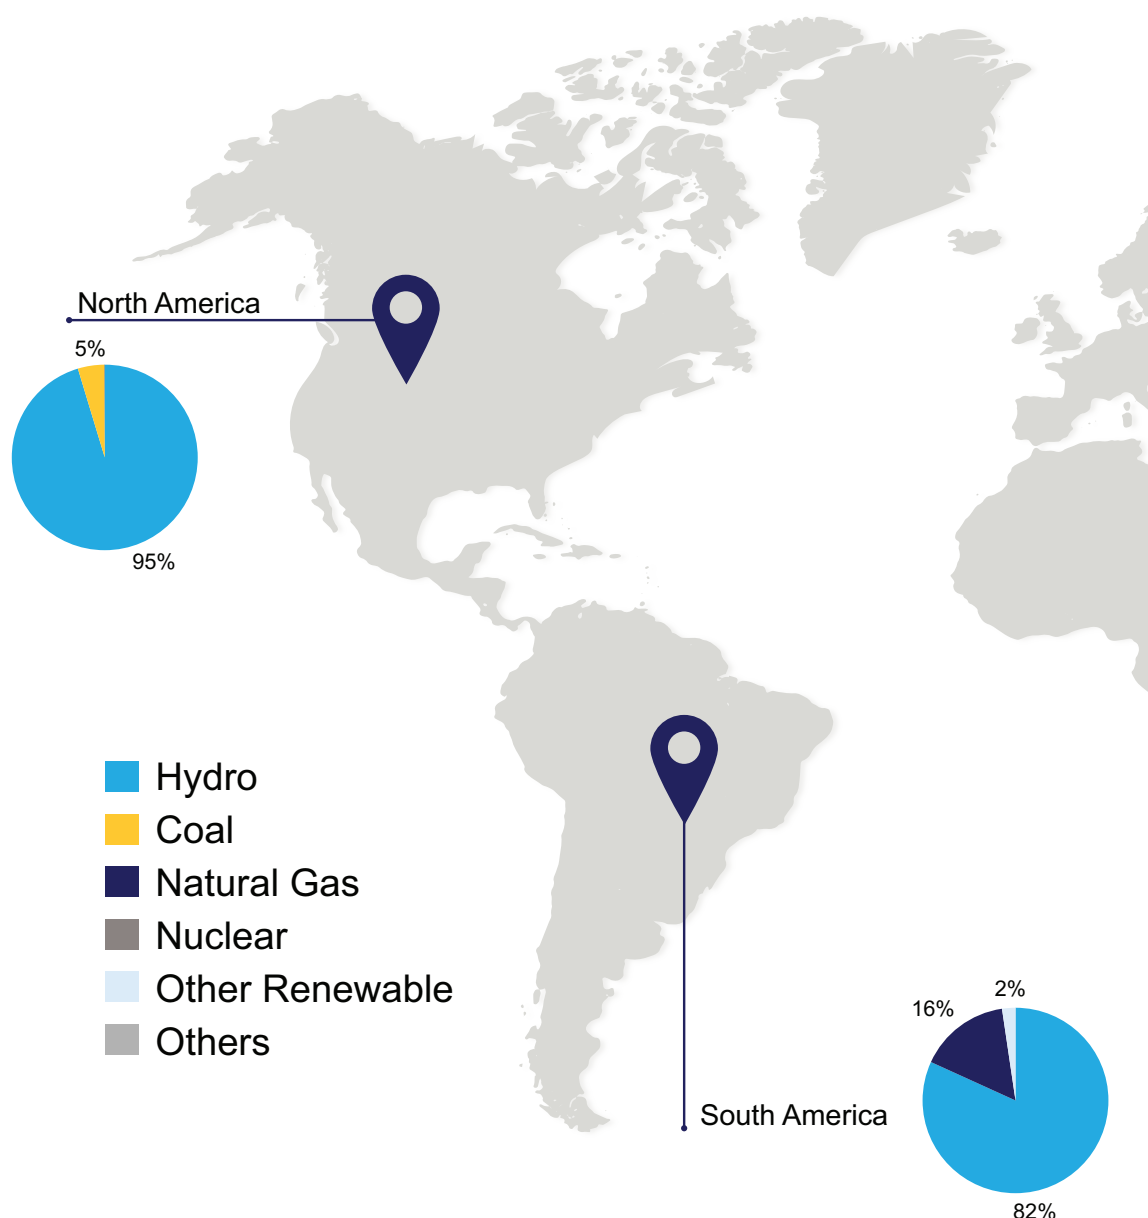 North America
5%
95%
Hydro
Coal
Natural Gas
Nuclear
Other Renewable
Others
2%
16%
South America
82%